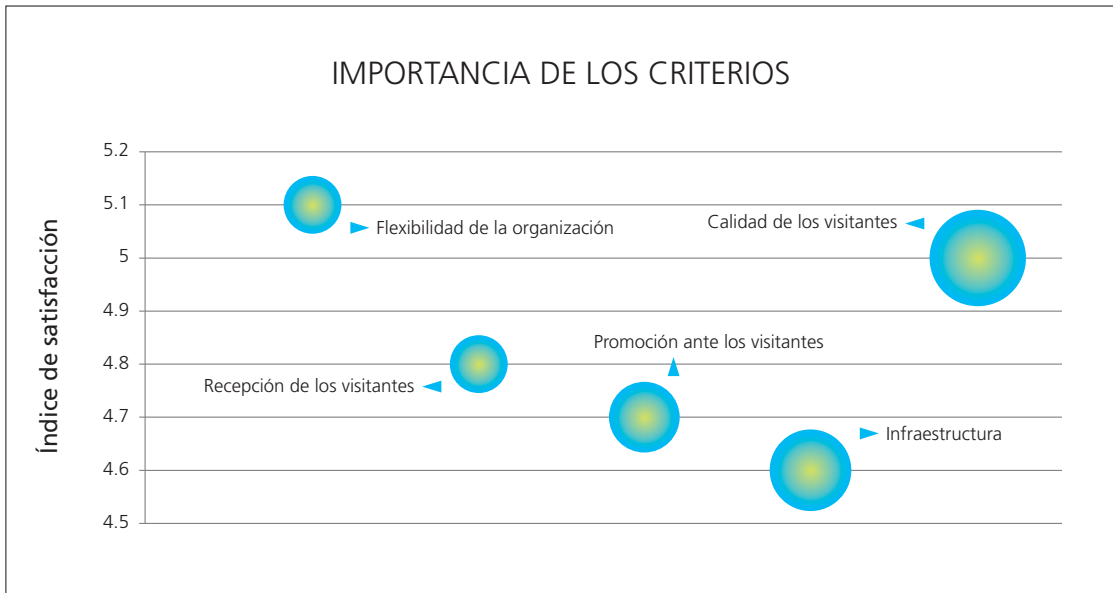 IMPORTANCIA DE LOS CRITERIOS
Índice de satisfacción
5.2
5.1
5
4.9
4.8
4.7
4.6
4.5
Flexibilidad de la organización
Calidad de los visitantes
Promoción ante los visitantes
Recepción de los visitantes
Infraestructura